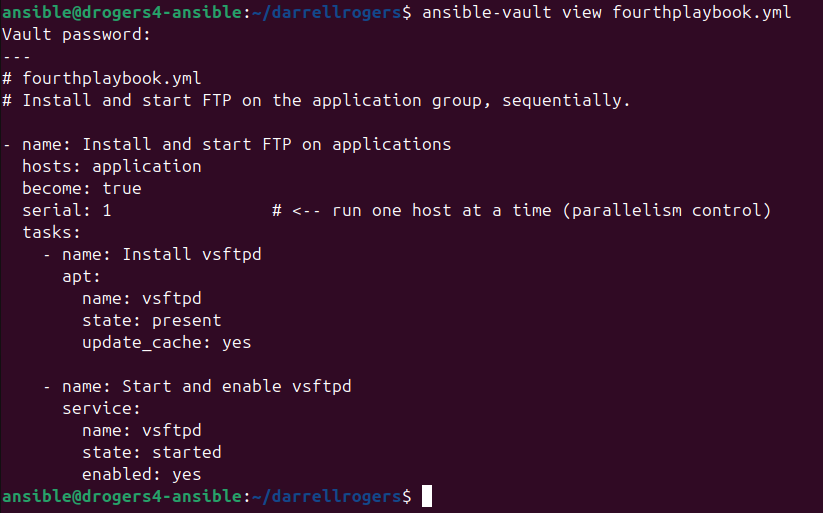 ansible@drogers4-ansible:~/darrellrogers$ ansible-vault view fourthplaybook.yml
Vault password:
---
# fourthplaybook.yml
# Install and start FTP on the application group, sequentially.

- name: Install and start FTP on applications
  hosts: application
  become: true
  serial: 1                # <-- run one host at a time (parallelism control)
  tasks:
    - name: Install vsftpd
      apt:
        name: vsftpd
        state: present
        update_cache: yes

    - name: Start and enable vsftpd
      service:
        name: vsftpd
        state: started
        enabled: yes
ansible@drogers4-ansible:~/darrellrogers$